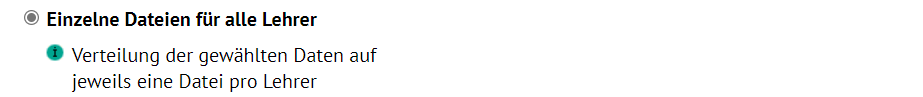 Einzelne Dateien für alle Lehrer
Verteilung der gewählten Daten auf
jeweils eine Datei pro Lehrer